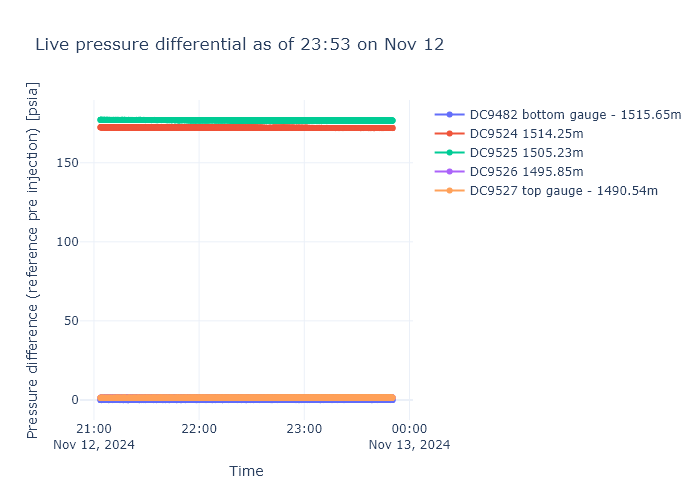 Live pressure differential as of 23:53 on Nov 12
Pressure difference (reference pre injection) [psia]
150
100
50
0
21:00
Nov 12, 2024
22:00
23:00
00:00
Nov 13, 2024
Time
DC9482 bottom gauge - 1515.65m
DC9524 1514.25m
DC9525 1505.23m
DC9526 1495.85m
DC9527 top gauge - 1490.54m